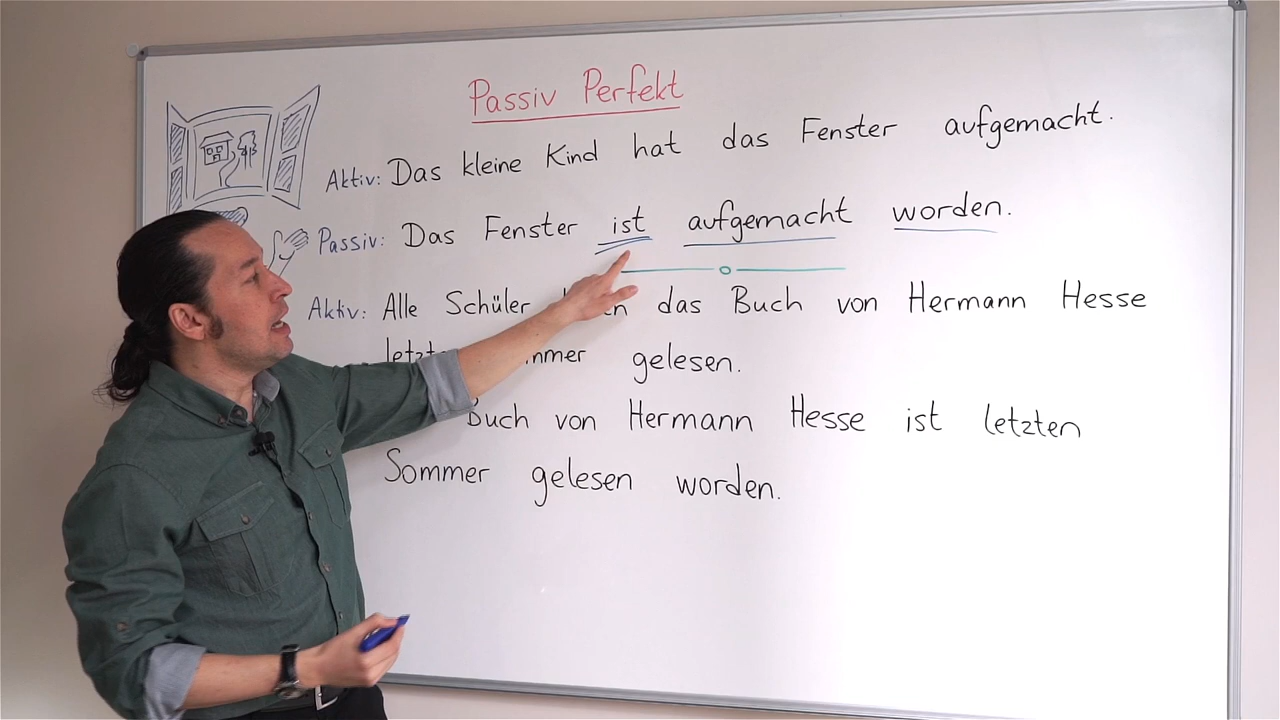 Passiv Perfekt
Aktiv: Das kleine Kind hat das Fenster aufgemacht.
Passiv: Das Fenster ist aufgemacht worden.
Aktiv: Alle Schüler das Buch von Hermann Hesse
gelesen.
Buch von Hermann Hesse ist letzten
Sommer gelesen worden.